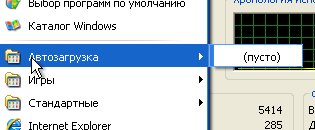 Выбор программ по умолчанию
Каталог Windows
Автозагрузка
(пусто)
Игры
Стандартные
Internet Explorer
5414
285